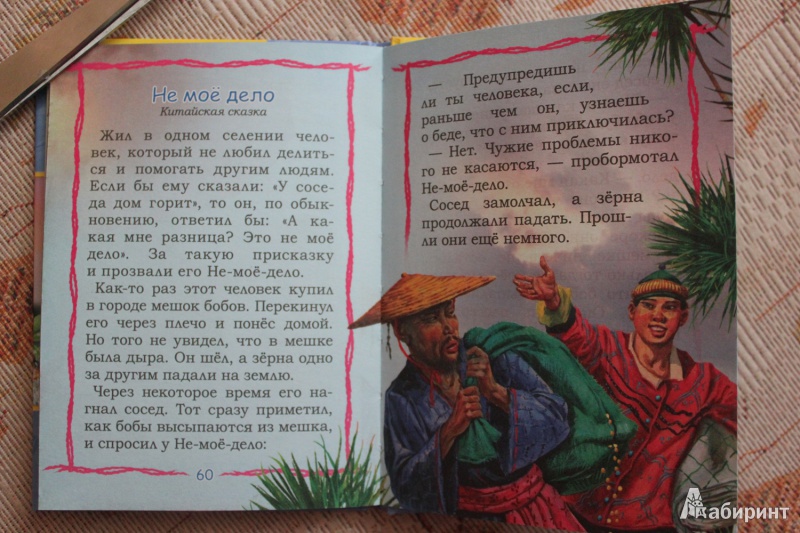 Не моё дело
Китайская сказка
Жил в одном селении чело-
век, который не любил делить-
ся и помогать другим людям.
Если бы ему сказали: «У сосе-
да дом горит», то он, по обык-
новению, ответил бы: «А ка-
кая мне разница? Это не моё
дело». За такую присказку
и прозвали его Не-моё-дело.
Как-то раз этот человек купил
в городе мешок бобов. Перекинул
его через плечо и понёс домой.
Но того не увидел, что в мешке
была дыра. Он шёл, а зёрна одно
за другим падали на землю.
Через некоторое время его на-
гнал сосед. Тот сразу приметил,
как бобы высыпаются из мешка,
и спросил у Не-моё-дело:
60
— Предупредишь
ли ты человека, если,
раньше чем он, узнаешь
о беде, что с ним приключилась?
— Нет. Чужие проблемы нико-
го не касаются, — пробормотал
Не-моё-дело.
Сосед замолчал, а зёрна
продолжали падать. Прош-
ли они ещё немного.
Лабиринт